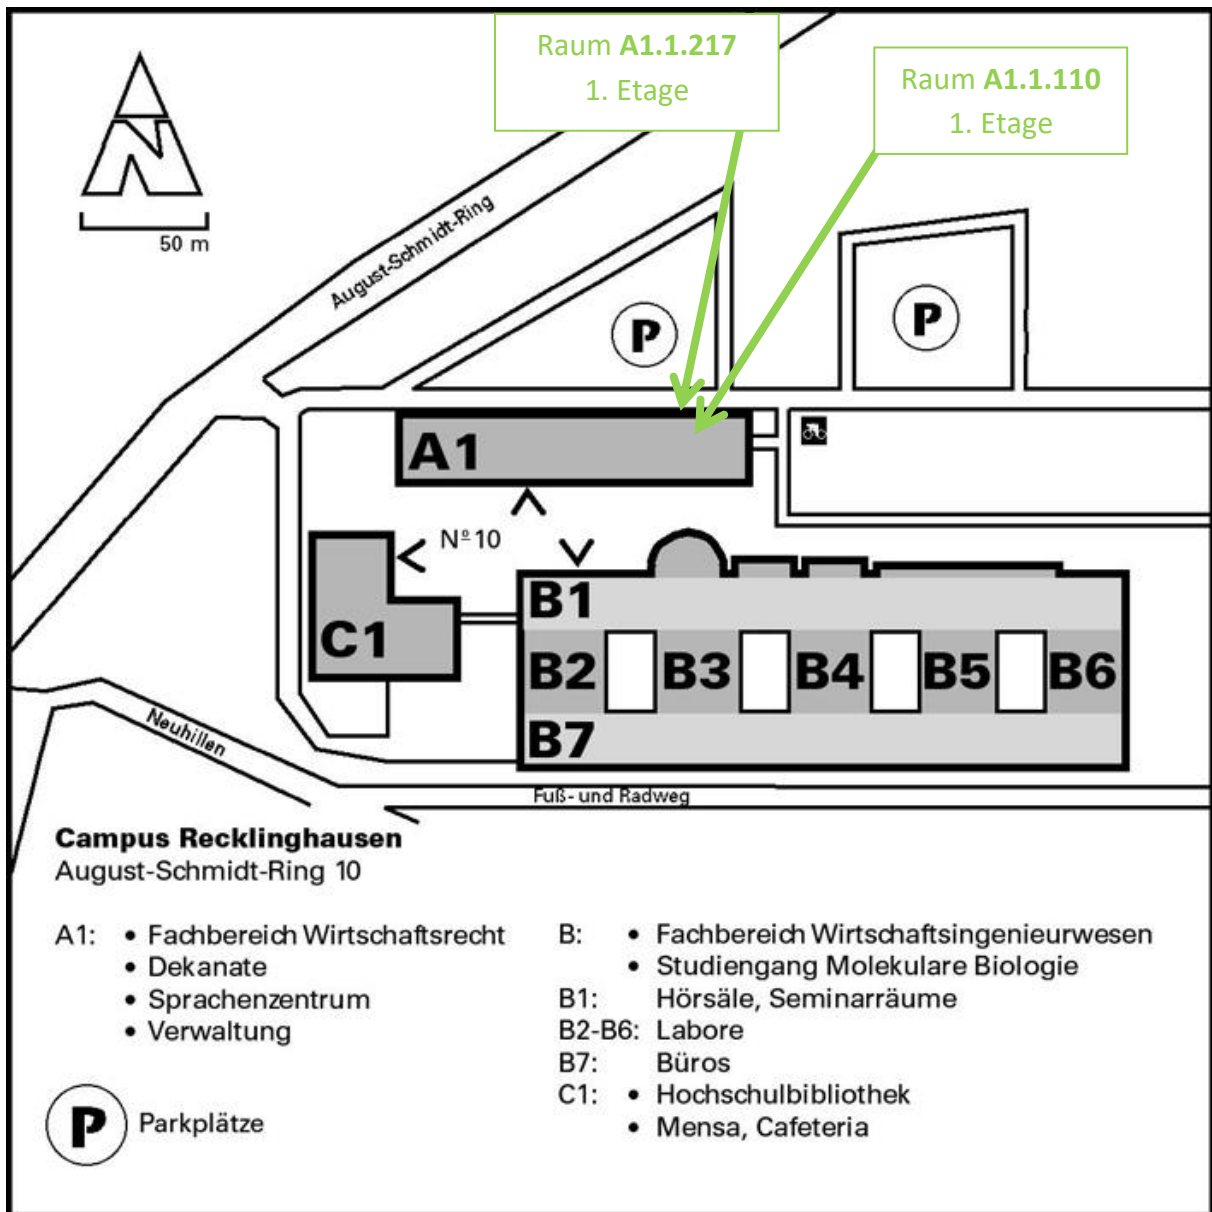 Raum A1.1.217
1. Etage
Raum A1.1.110
1. Etage
N
50 m
August-Schmidt-Ring
P
P
A1
Nº 10
C1
B1
B2
B3
B4
B5
B6
B7
Neuhillen
Fuß- und Radweg
Campus Recklinghausen
August-Schmidt-Ring 10
A1: • Fachbereich Wirtschaftsrecht
• Dekanate
• Sprachenzentrum
• Verwaltung
B: • Fachbereich Wirtschaftsingenieurwesen
• Studiengang Molekulare Biologie
B1: Hörsäle, Seminarräume
B2-B6: Labore
B7: Büros
C1: • Hochschulbibliothek
• Mensa, Cafeteria
P Parkplätze